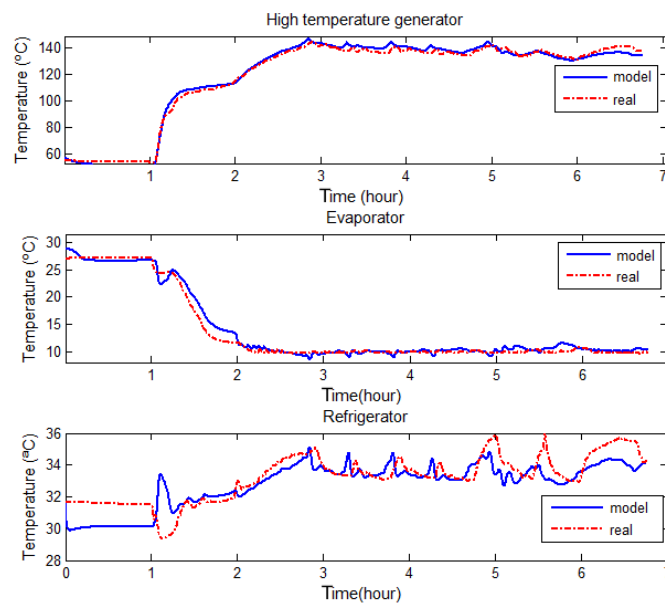 High temperature generator
Temperature (ºC)
140
120
100
80
60
model
real
0 1 2 3 4 5 6 7
Time (hour)
Evaporator
Temperature (ºC)
30
25
20
15
10
model
real
1 2 3 4 5 6
Time(hour)
Refrigerator
Temperature (ºC)
36
34
32
30
28
model
real
0 1 2 3 4 5 6 7
Time(hour)